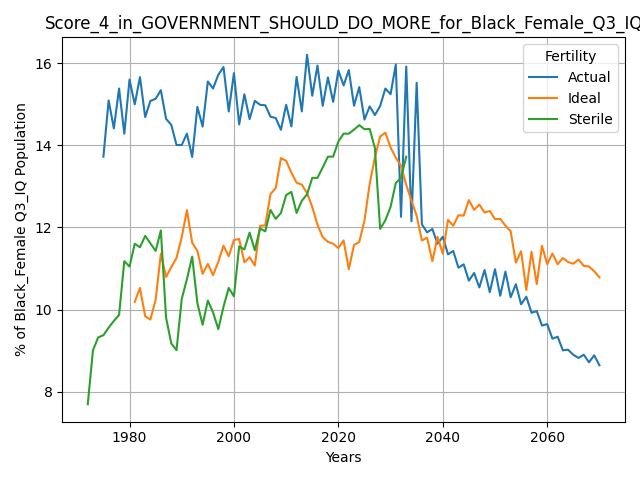 Score_4_in_GOVERNMENT_SHOULD_DO_MORE_for_Black_Female_Q3_IQ
Fertility
Actual
Ideal
Sterile
% of Black_Female Q3_IQ Population
16
14
12
10
8
1980
2000
2020
2040
2060
Years